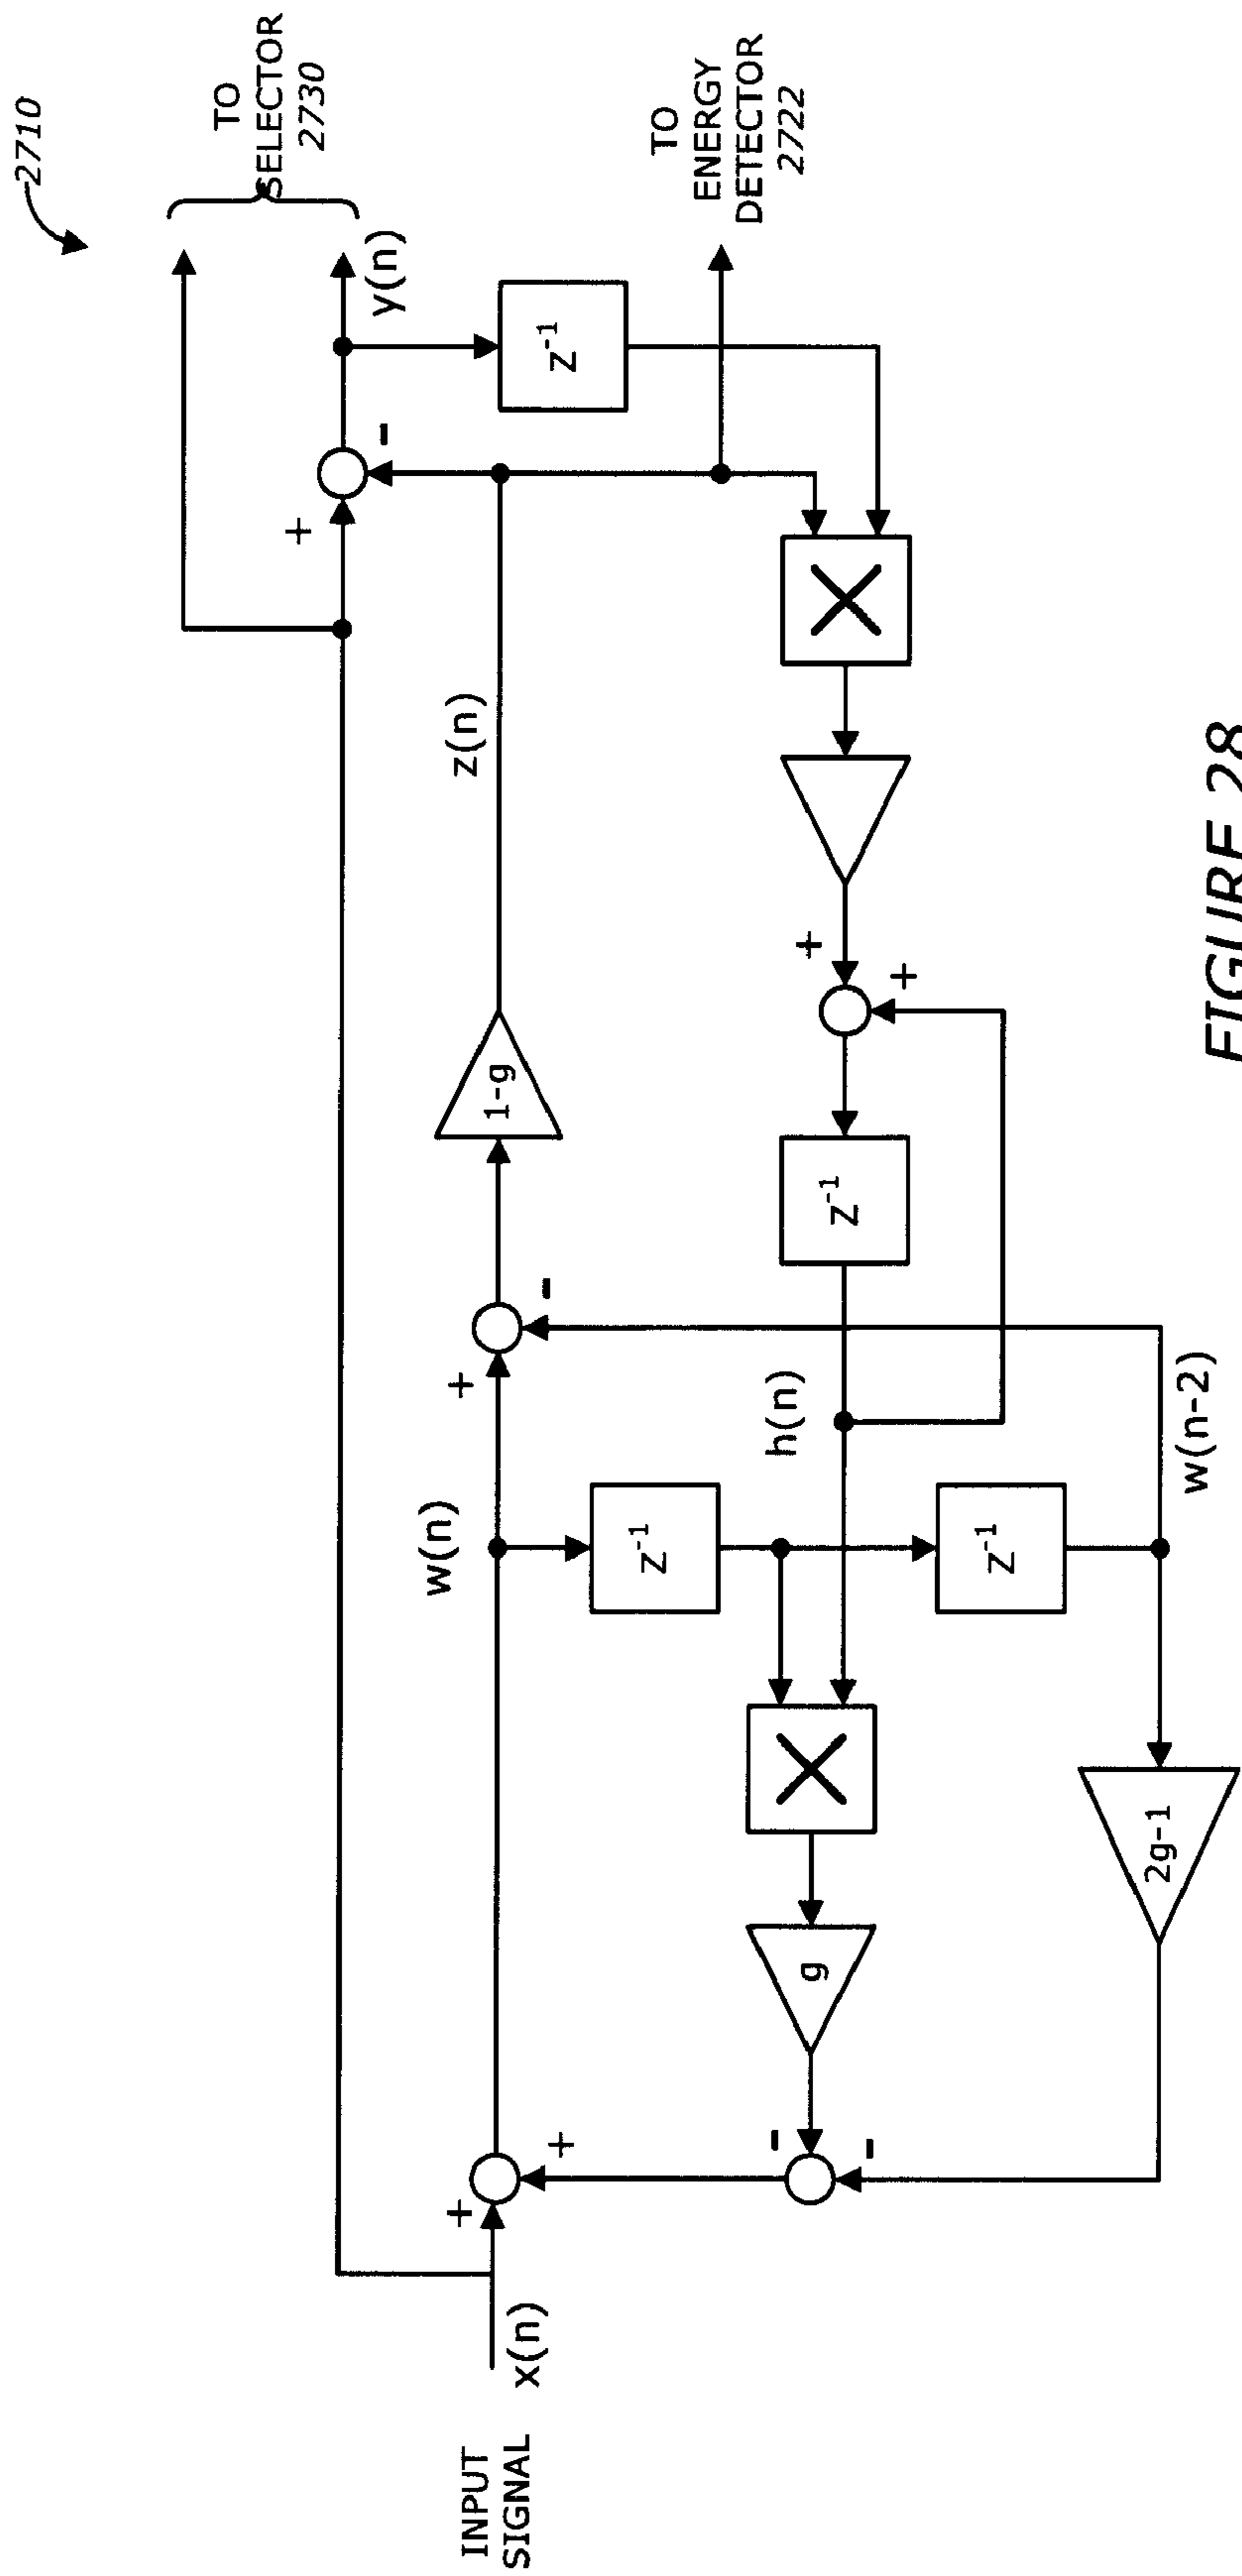 2710
TO
SELECTOR
2730
y(n)
TO
ENERGY
DETECTOR
2722
+
-
z⁻¹
z(n)
1-g
+
-
w(n)
+
+
z⁻¹
h(n)
z⁻¹
z⁻¹
w(n-2)
g
2g-1
+
+
-
-
INPUT
SIGNAL
x(n)
FIGURE 28